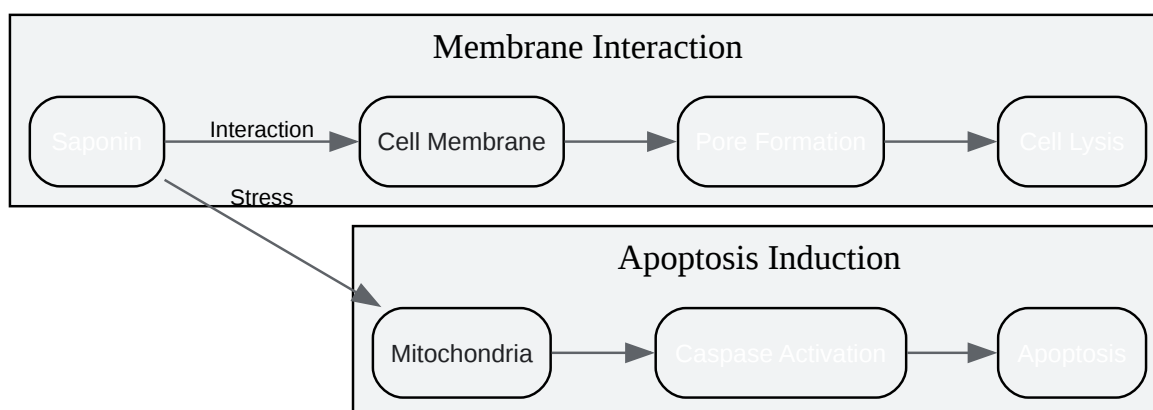 Membrane Interaction
Saponin
Interaction
Cell Membrane
Pore Formation
Cell Lysis
Stress
Apoptosis Induction
Mitochondria
Caspase Activation
Apoptosis